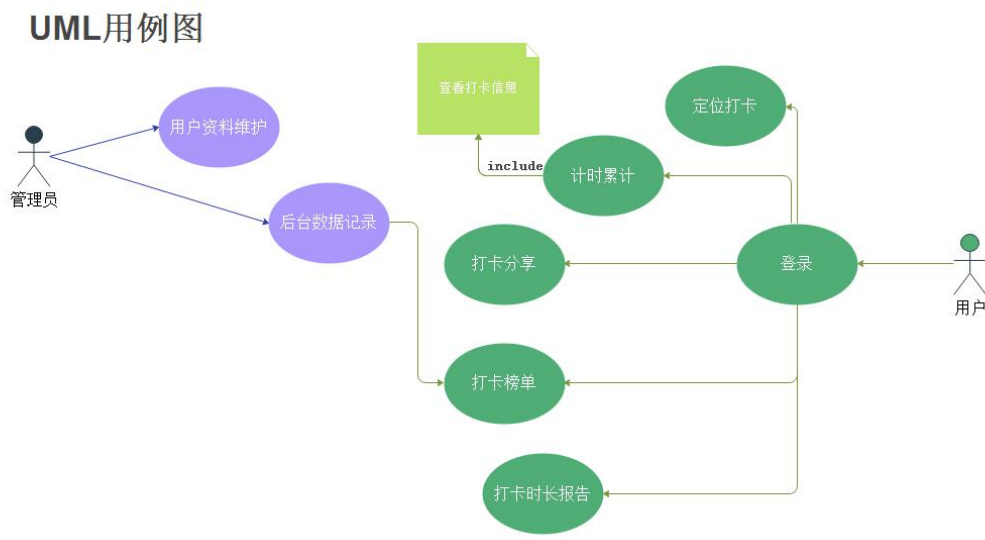 UML用例图
查看打卡信息
定位打卡
用户资料维护
include
计时累计
管理员
后台数据记录
打卡分享
登录
用户
打卡榜单
打卡时长报告